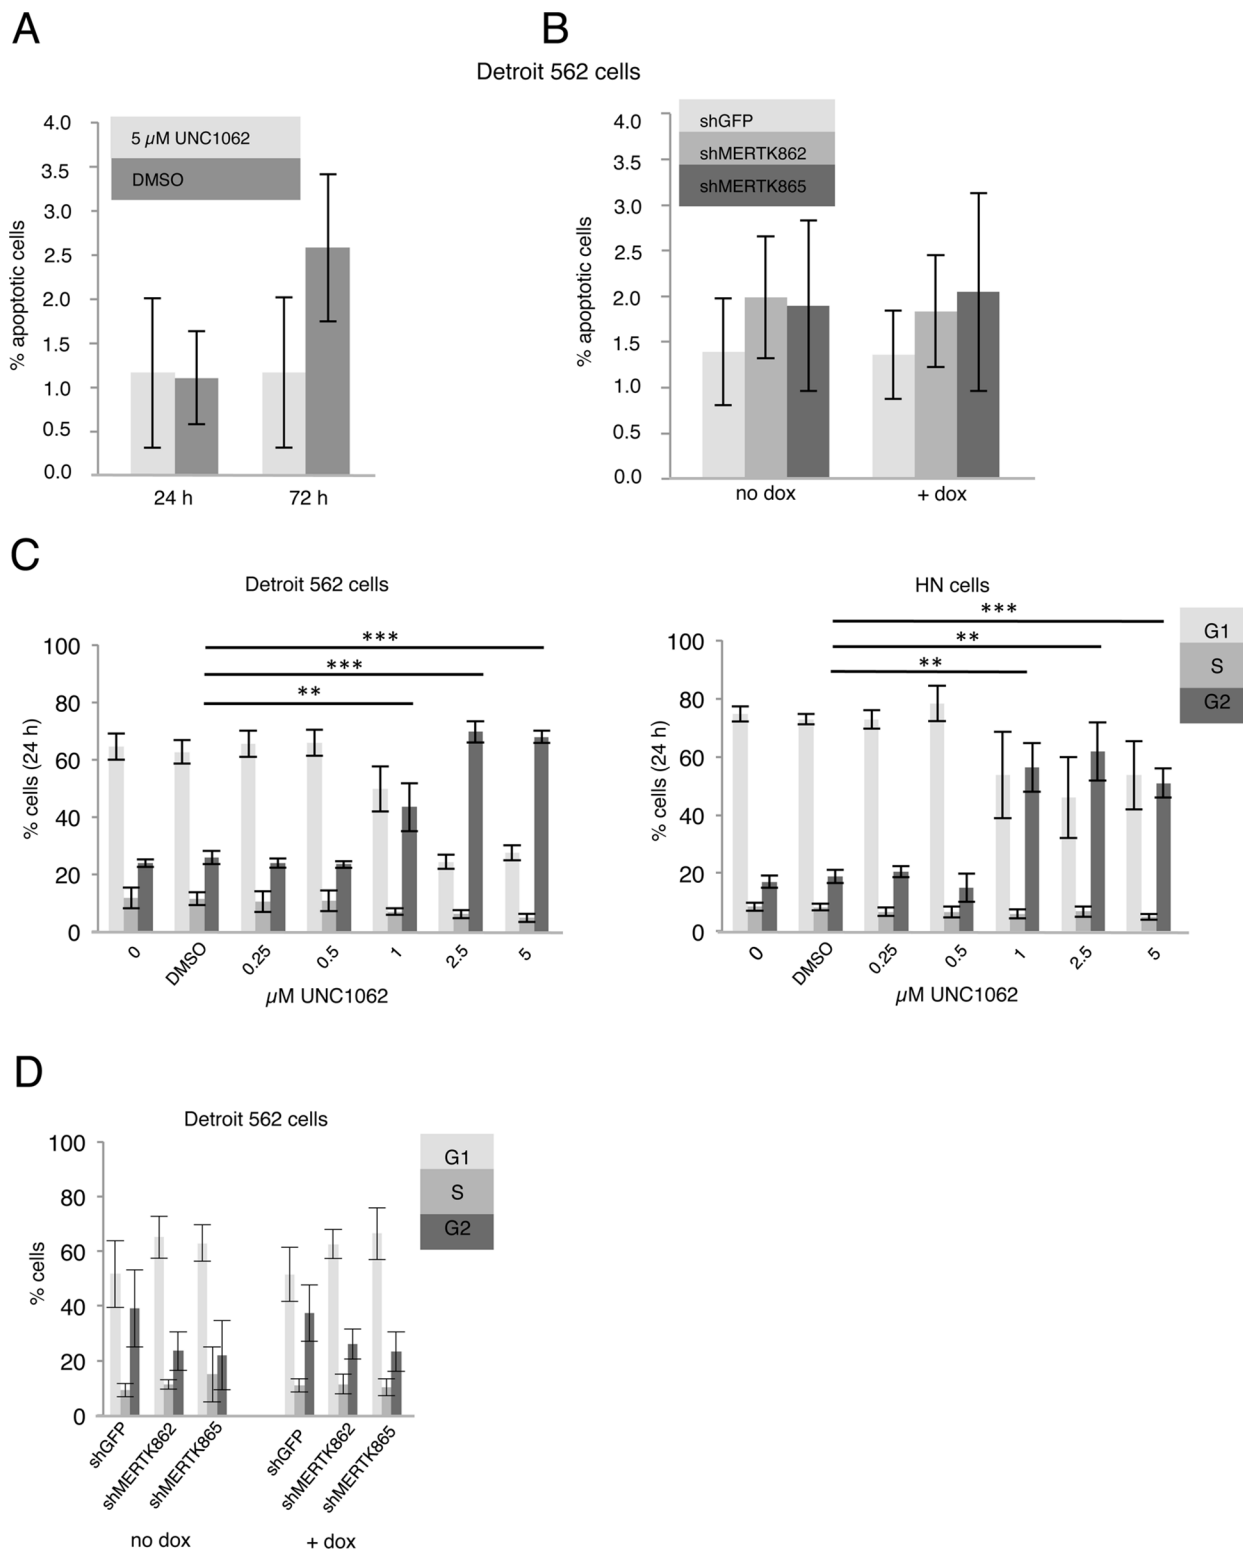 A
B
Detroit 562 cells
4.0
3.5
3.0
2.5
2.0
1.5
1.0
0.5
0.0
% apoptotic cells
5 µM UNC1062
DMSO
24 h
72 h
4.0
3.5
3.0
2.5
2.0
1.5
1.0
0.5
0.0
% apoptotic cells
shGFP
shMERTK862
shMERTK865
no dox
+ dox
C
Detroit 562 cells
100
80
60
40
20
0
% cells (24 h)
***
***
**
0
DMSO
0.25
0.5
1
2.5
5
µM UNC1062
HN cells
100
80
60
40
20
0
% cells (24 h)
***
**
**
0
DMSO
0.25
0.5
1
2.5
5
µM UNC1062
G1
S
G2
D
Detroit 562 cells
100
80
60
40
20
0
% cells
G1
S
G2
shGFP
shMERTK862
shMERTK865
shGFP
shMERTK862
shMERTK865
no dox
+ dox